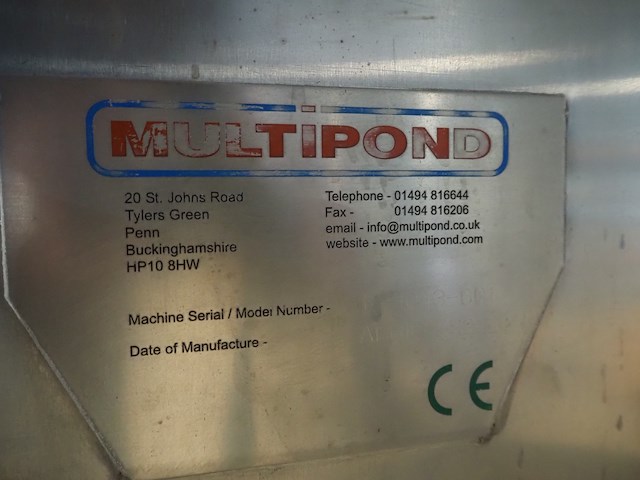 MULTIPOND
20 St. Johns Road
Tylers Green
Penn
Buckinghamshire
HP10 8HW
Telephone - 01494 816644
Fax - 01494 816206
email - info@multipond.co.uk
website - www.multipond.com
Machine Serial / Model Number -
Date of Manufacture -
CE